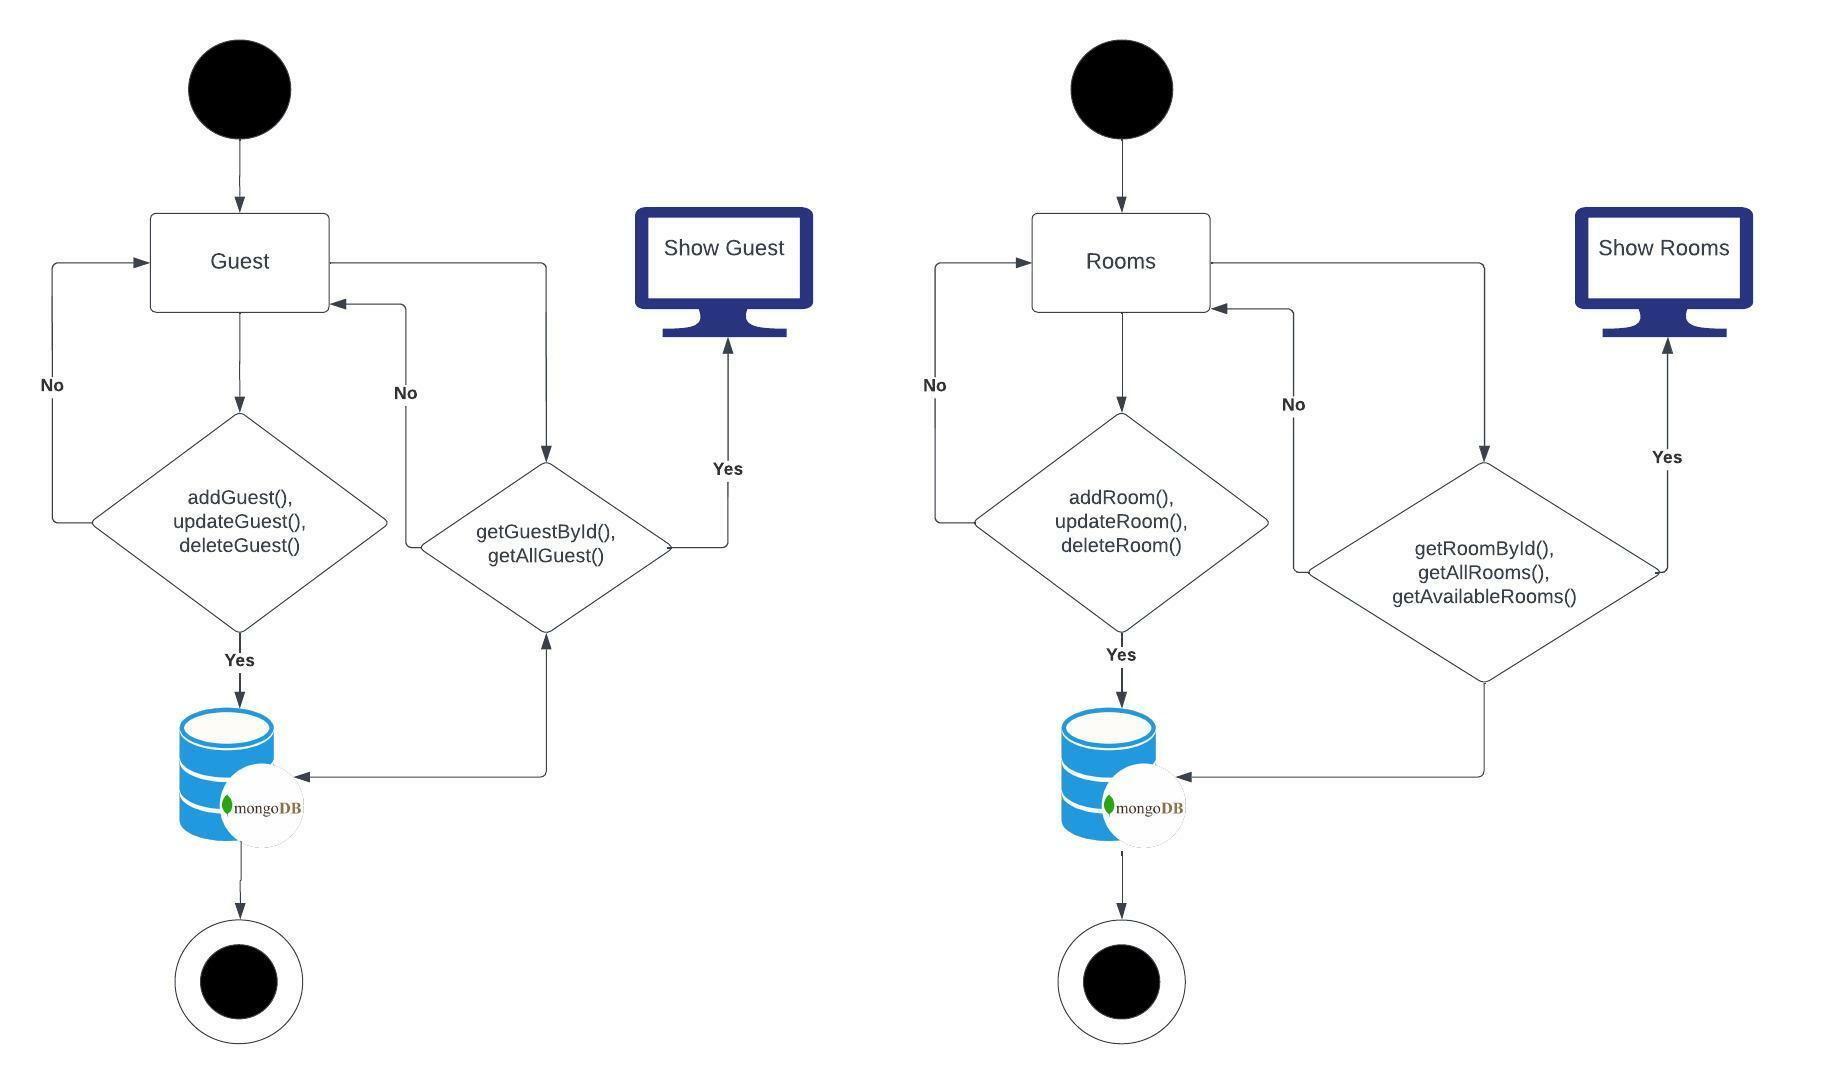 Guest
Show Guest
No
No
Yes
addGuest(),
updateGuest(),
deleteGuest()
getGuestById(),
getAllGuest()
Yes
mongoDB
Rooms
Show Rooms
No
No
Yes
addRoom(),
updateRoom(),
deleteRoom()
getRoomById(),
getAllRooms(),
getAvailableRooms()
Yes
mongoDB